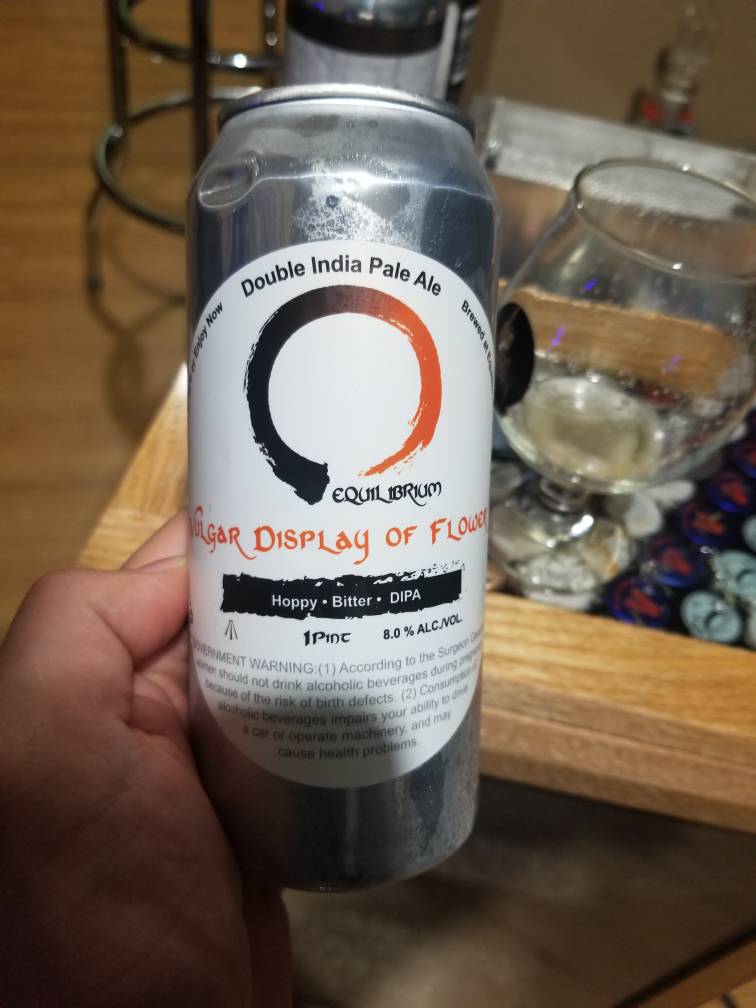 Double India Pale Ale
Enjoy Now
Brewed at
EQUILIBRIUM
ULGAR DISPLAY OF FLOWER
Hoppy • Bitter • DIPA
1PINT 8.0 % ALC./VOL.
GOVERNMENT WARNING:(1) According to the Surgeon
women should not drink alcoholic beverages during
because of the risk of birth defects. (2) Consumption
alcoholic beverages impairs your ability to drive
a car or operate machinery, and may
cause health problems.